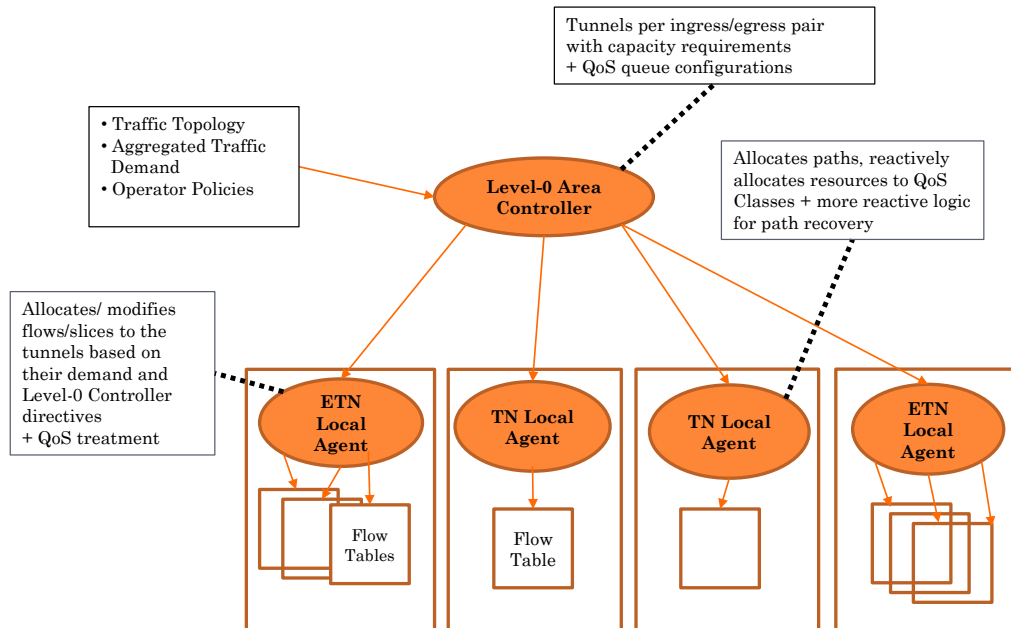 Tunnels per ingress/egress pair
with capacity requirements
+ QoS queue configurations
• Traffic Topology
• Aggregated Traffic
Demand
• Operator Policies
Allocates paths, reactively
allocates resources to QoS
Classes + more reactive logic
for path recovery
Level-0 Area
Controller
Allocates/ modifies
flows/slices to the
tunnels based on
their demand and
Level-0 Controller
directives
+ QoS treatment
ETN
Local
Agent
TN Local
Agent
TN Local
Agent
ETN
Local
Agent
Flow
Tables
Flow
Table